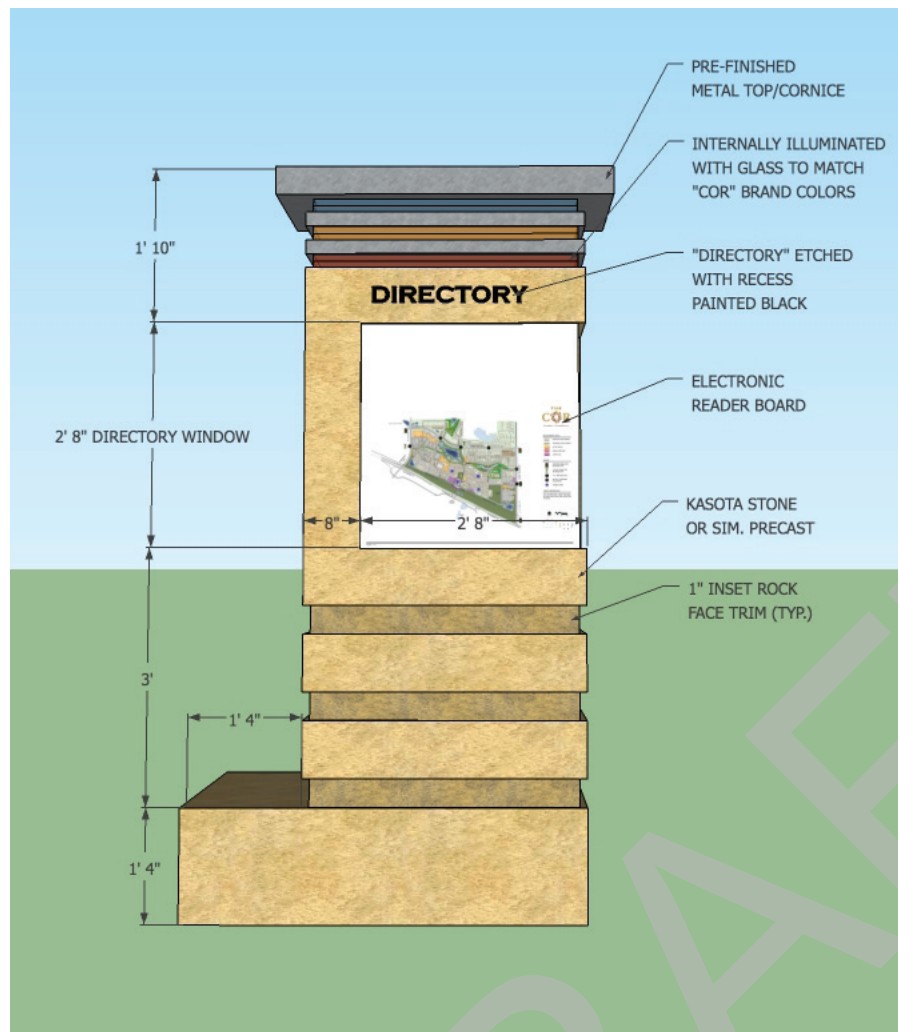 PRE-FINISHED
METAL TOP/CORNICE
INTERNALLY ILLUMINATED
WITH GLASS TO MATCH
"COR" BRAND COLORS
1' 10"
"DIRECTORY" ETCHED
WITH RECESS
PAINTED BLACK
DIRECTORY
ELECTRONIC
READER BOARD
COR
2' 8" DIRECTORY WINDOW
8"
2' 8"
KASOTA STONE
OR SIM. PRECAST
1" INSET ROCK
FACE TRIM (TYP.)
3'
1' 4"
1' 4"